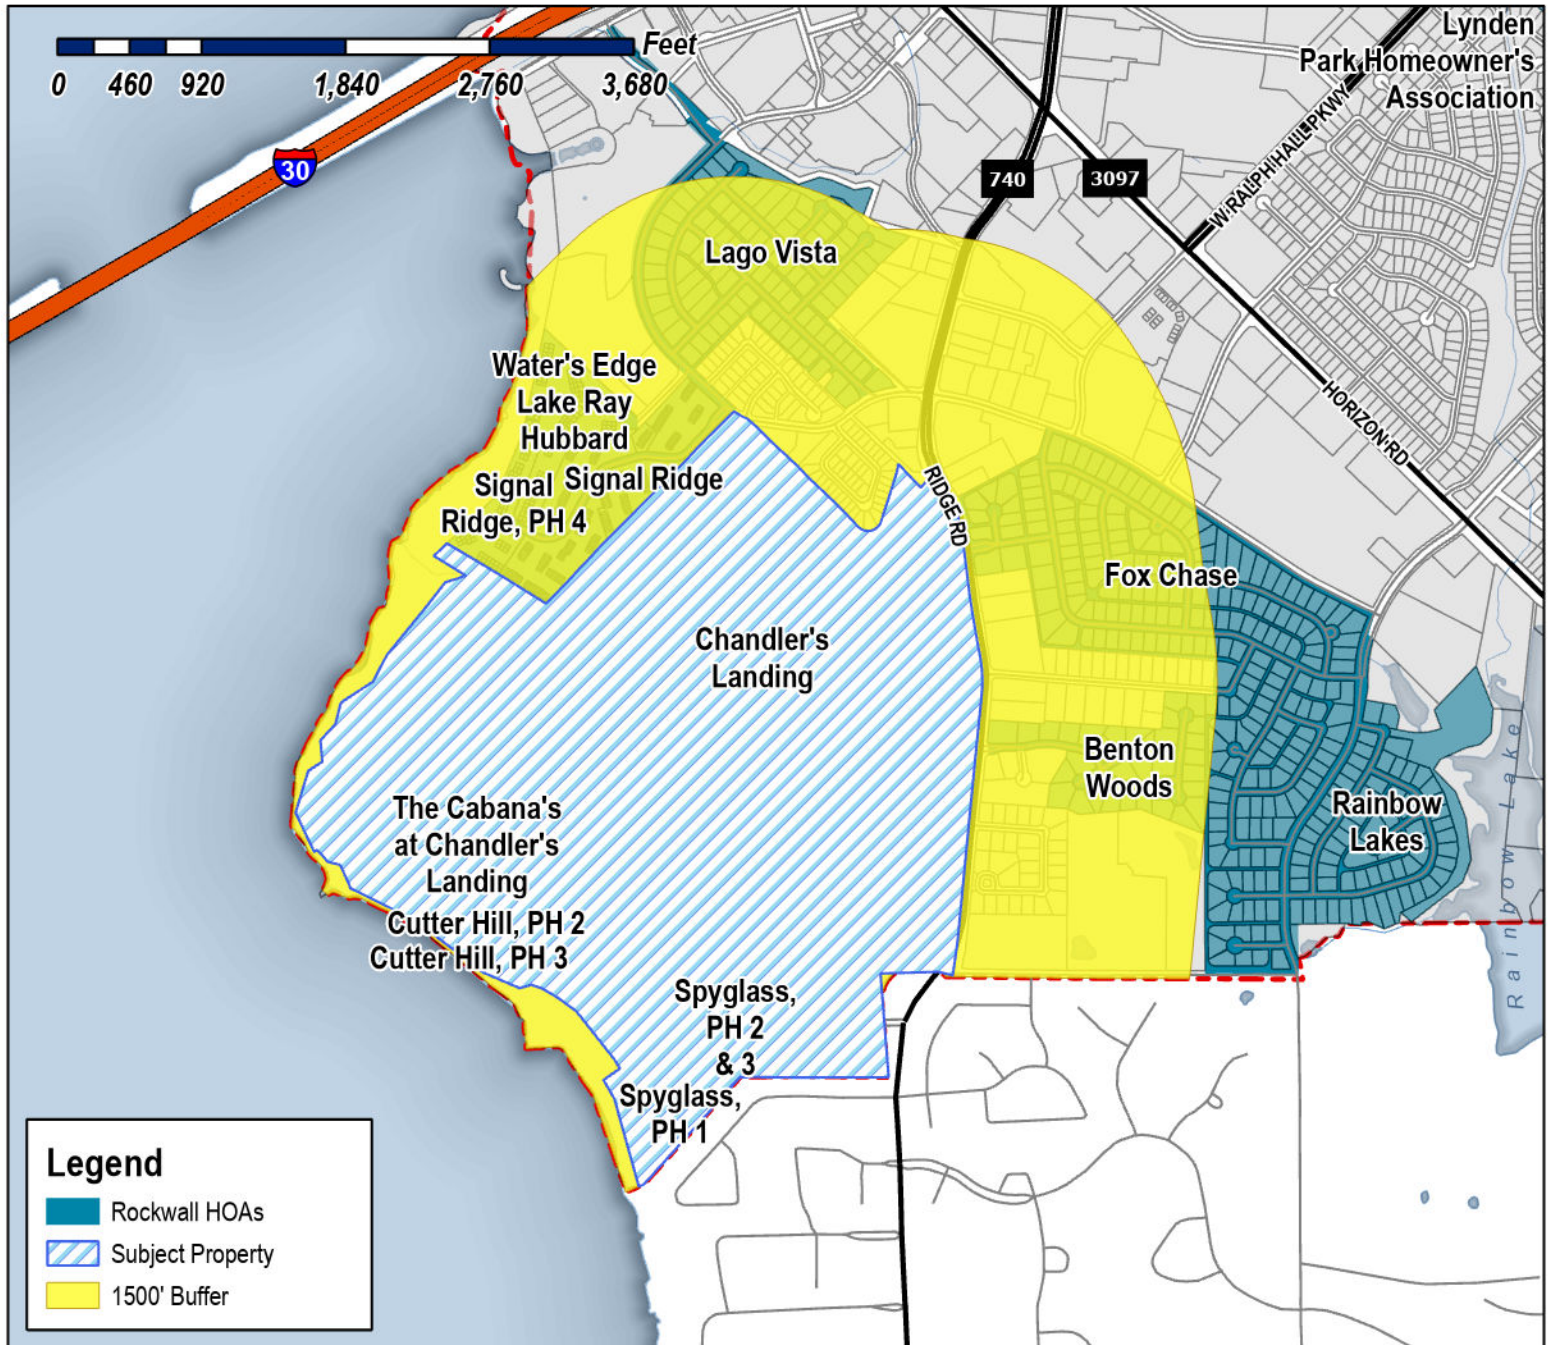 Feet
0 460 920 1,840 2,760 3,680
30
Lynden
Park Homeowner's
Association
W RALPH HALL PKWY
740
3097
Lago Vista
HORIZON RD
Water's Edge
Lake Ray
Hubbard
Signal Ridge
Signal
Ridge, PH 4
RIDGE RD
Fox Chase
Chandler's
Landing
Benton
Woods
Rainbow
Lakes
Rainbow Lake
The Cabana's
at Chandler's
Landing
Cutter Hill, PH 2
Cutter Hill, PH 3
Spyglass,
PH 2
& 3
Spyglass,
PH 1
Legend
Rockwall HOAs
Subject Property
1500' Buffer